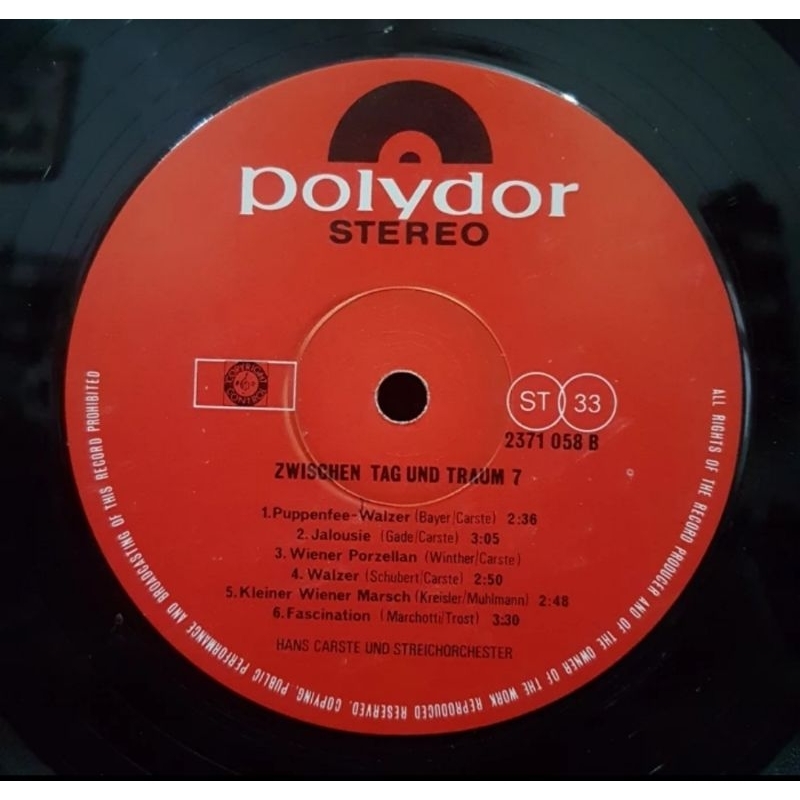 polydor
STEREO
COPYRIGHT
CONTROL
ST 33
2371 058 B
ZWISCHEN TAG UND TRAUM 7
1.Puppenfee-Walzer (Bayer/Carste) 2:36
2. Jalousie (Gade/Carste) 3:05
3. Wiener Porzellan (Winther/Carste)
4. Walzer (Schubert/Carste) 2:50
5. Kleiner Wiener Marsch (Kreisler/Muhlmann) 2:48
6. Fascination (Marchotti/Trost) 3:30
HANS CARSTE UND STREICHORCHESTER
ALL RIGHTS OF THE RECORD PRODUCER AND OF THE OWNER OF THE WORK REPRODUCED RESERVED. COPYING, PUBLIC PERFORMANCE AND BROADCASTING OF THIS RECORD PROHIBITED